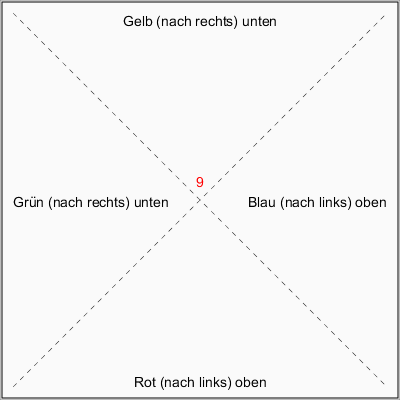 Gelb (nach rechts) unten
9
Grün (nach rechts) unten
Blau (nach links) oben
Rot (nach links) oben